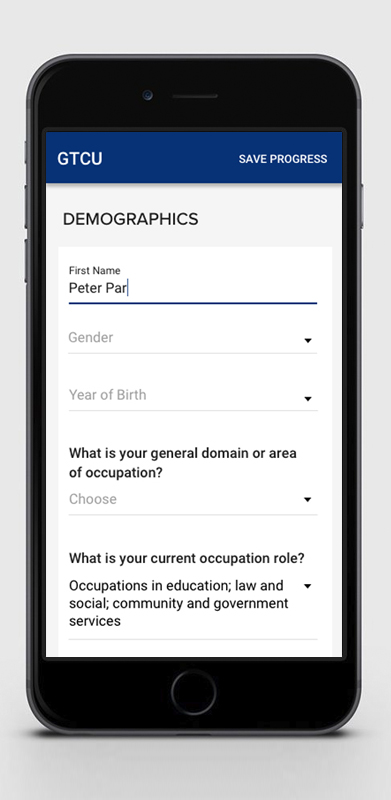 GTCU
SAVE PROGRESS
DEMOGRAPHICS
First Name
Peter Par
Gender
Year of Birth
What is your general domain or area
of occupation?
Choose
What is your current occupation role?
Occupations in education; law and
social; community and government
services